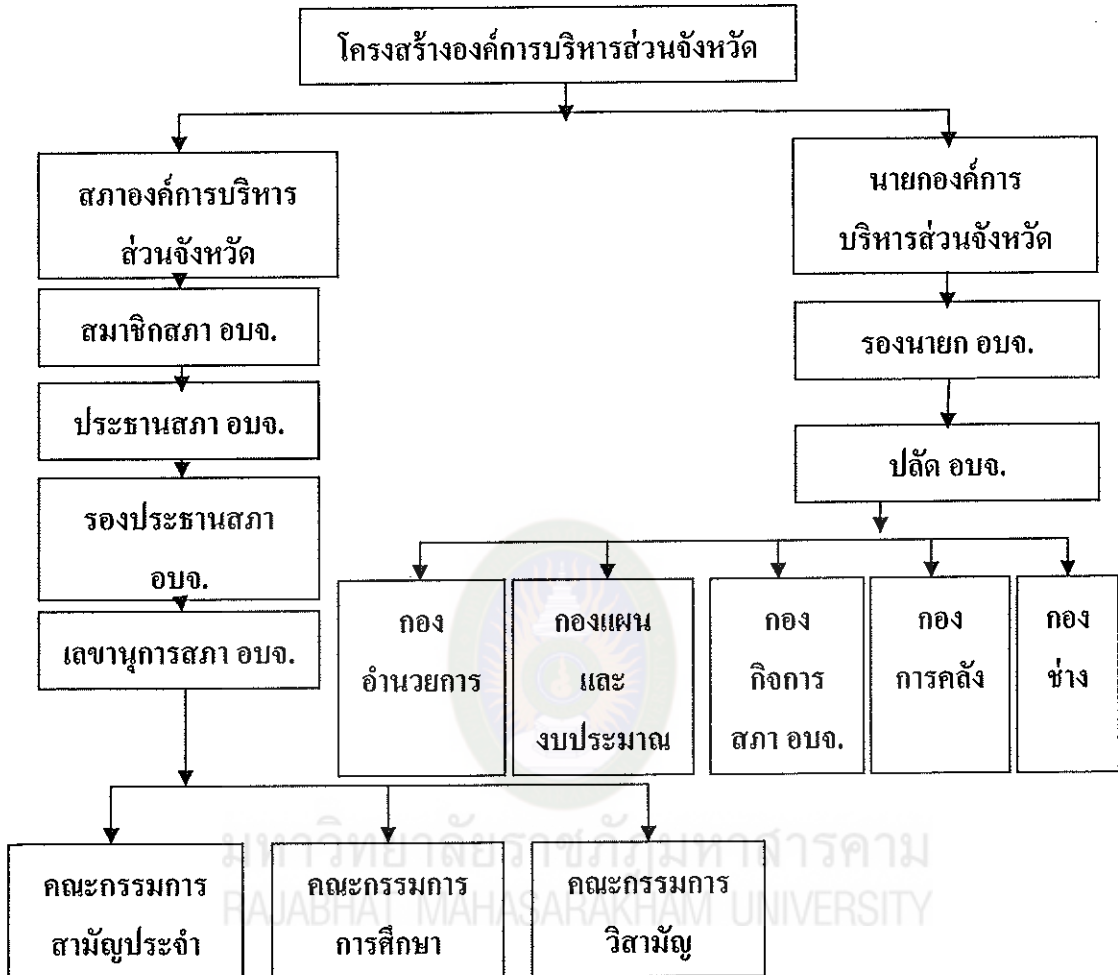 โครงสร้างองค์การบริหารส่วนจังหวัด
สภาองค์การบริหาร
ส่วนจังหวัด
สมาชิกสภา อบจ.
ประธานสภา อบจ.
รองประธานสภา
อบจ.
เลขานุการสภา อบจ.
คณะกรรมการ
สามัญประจำ
คณะกรรมการ
การศึกษา
คณะกรรมการ
วิสามัญ
นายกองค์การ
บริหารส่วนจังหวัด
รองนายก อบจ.
ปลัด อบจ.
กอง
อำนวยการ
กองแผน
และ
งบประมาณ
กอง
กิจการ
สภา อบจ.
กอง
การคลัง
กอง
ช่าง
มหาวิทยาลัยราชภัฏมหาสารคาม
RAJABHAT MAHASARAKHAM UNIVERSITY